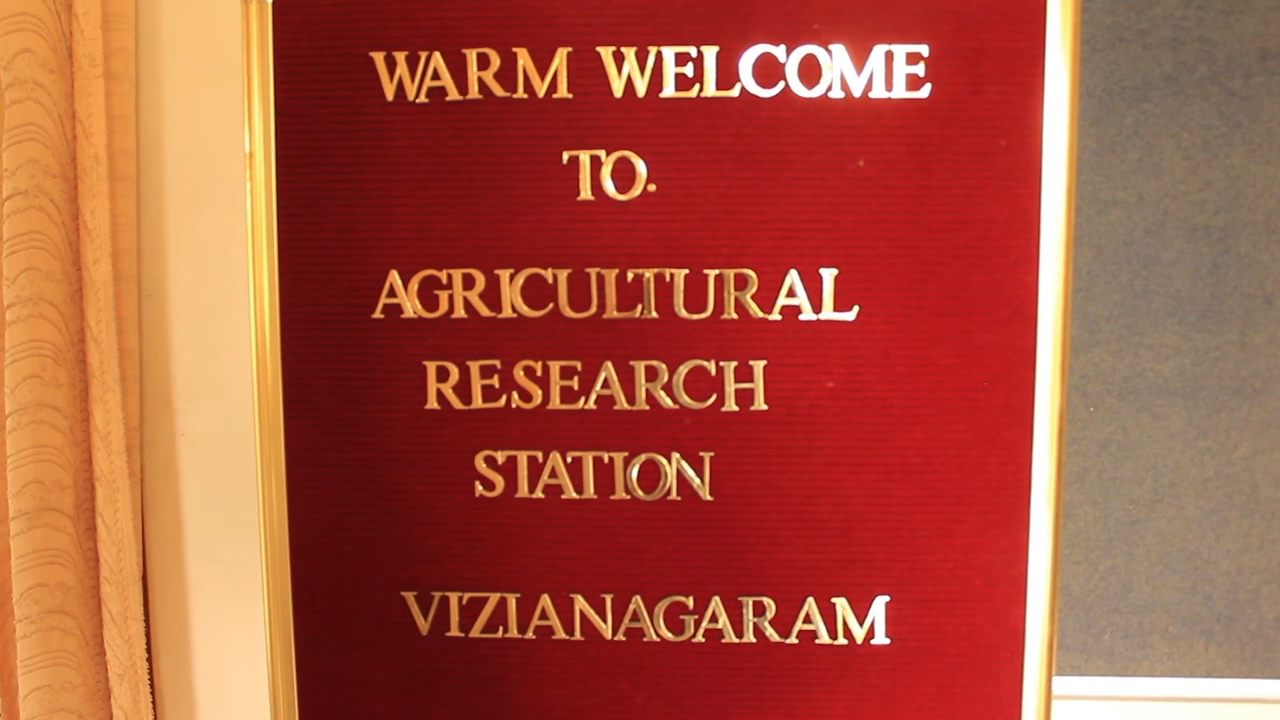 WARM WELCOME
TO.
AGRICULTURAL
RESEARCH
STATION
VIZIANAGARAM